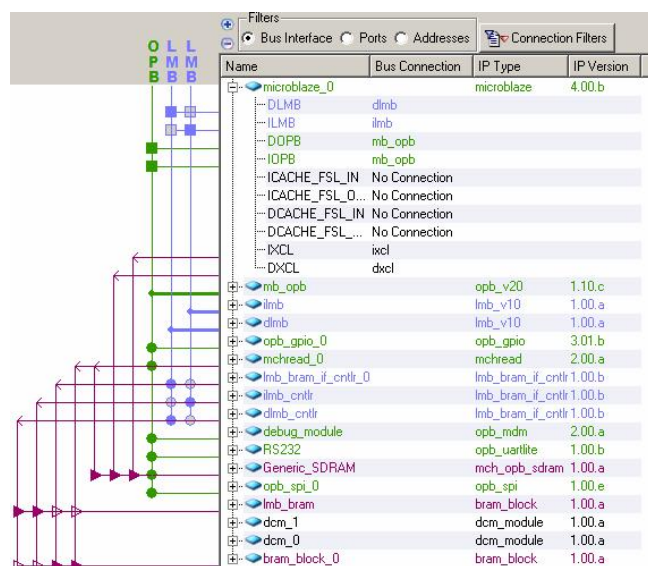 Filters
Bus Interface Ports Addresses Connection Filters
OPB LMB LMB
Name Bus Connection IP Type IP Version
microblaze_0 microblaze 4.00.b
DLMB dlmb
ILMB ilmb
DOPB mb_opb
IOPB mb_opb
ICACHE_FSL_IN No Connection
ICACHE_FSL_O... No Connection
DCACHE_FSL_IN No Connection
DCACHE_FSL_... No Connection
IXCL ixcl
DXCL dxcl
mb_opb opb_v20 1.10.c
ilmb lmb_v10 1.00.a
dlmb lmb_v10 1.00.a
opb_gpio_0 opb_gpio 3.01.b
mchread_0 mchread 2.00.a
lmb_bram_if_cntlr_0 lmb_bram_if_cntlr 1.00.b
ilmb_cntlr lmb_bram_if_cntlr 1.00.b
dlmb_cntlr lmb_bram_if_cntlr 1.00.b
debug_module opb_mdm 2.00.a
RS232 opb_uartlite 1.00.b
Generic_SDRAM mch_opb_sdram 1.00.a
opb_spi_0 opb_spi 1.00.e
lmb_bram bram_block 1.00.a
dcm_1 dcm_module 1.00.a
dcm_0 dcm_module 1.00.a
bram_block_0 bram_block 1.00.a